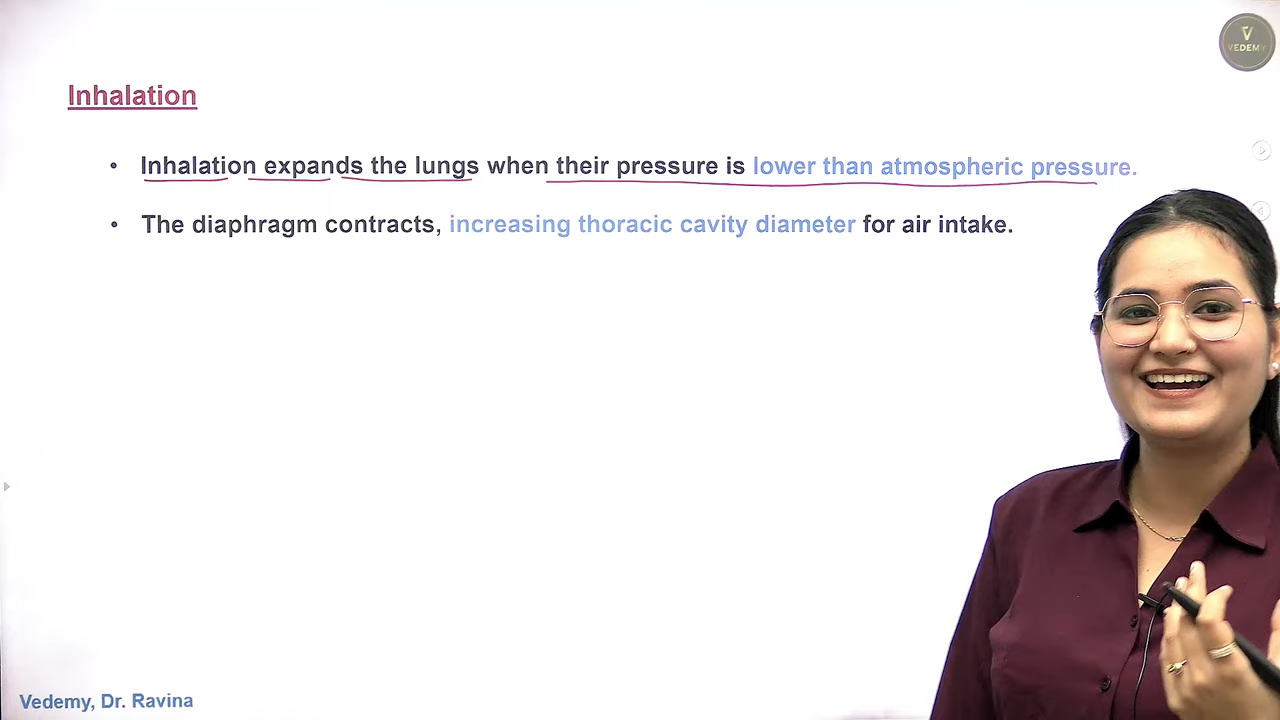 VEDEMY
Inhalation
• Inhalation expands the lungs when their pressure is lower than atmospheric pressure.
• The diaphragm contracts, increasing thoracic cavity diameter for air intake.
Vedemy, Dr. Ravina